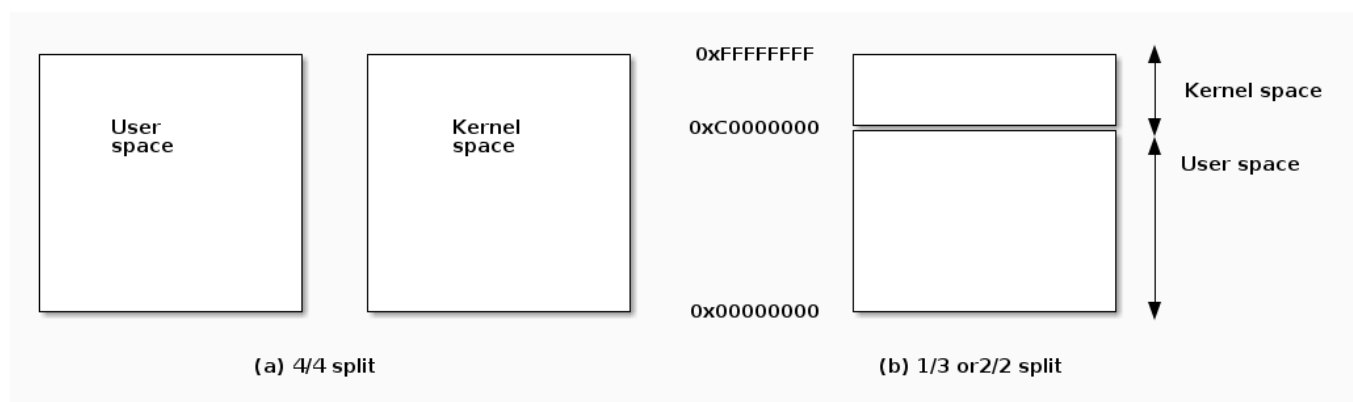 User
space
Kernel
space
(a) 4/4 split
0xFFFFFFFF
Kernel space
0xC0000000
User space
0x00000000
(b) 1/3 or2/2 split